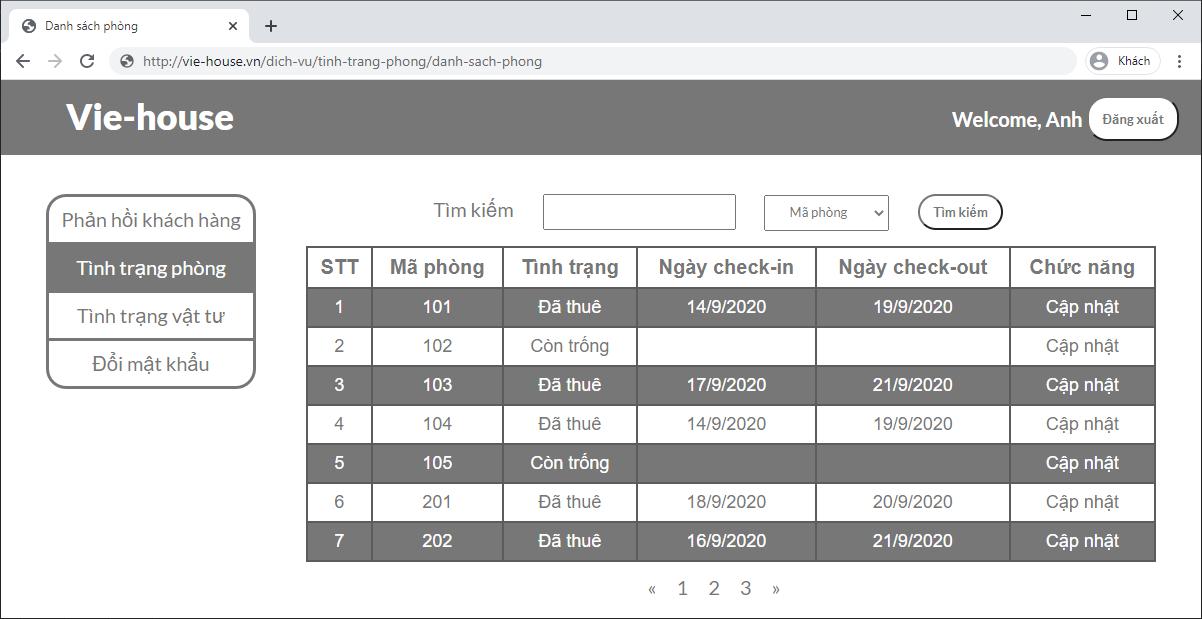 Danh sách phòng
http://vie-house.vn/dich-vu/tinh-trang-phong/danh-sach-phong
Khách
Vie-house
Welcome, Anh
Đăng xuất
Phản hồi khách hàng
Tình trạng phòng
Tình trạng vật tư
Đổi mật khẩu
Tìm kiếm Mã phòng Tìm kiếm
STT Mã phòng Tình trạng Ngày check-in Ngày check-out Chức năng
1 101 Đã thuê 14/9/2020 19/9/2020 Cập nhật
2 102 Còn trống Cập nhật
3 103 Đã thuê 17/9/2020 21/9/2020 Cập nhật
4 104 Đã thuê 14/9/2020 19/9/2020 Cập nhật
5 105 Còn trống Cập nhật
6 201 Đã thuê 18/9/2020 20/9/2020 Cập nhật
7 202 Đã thuê 16/9/2020 21/9/2020 Cập nhật
« 1 2 3 »